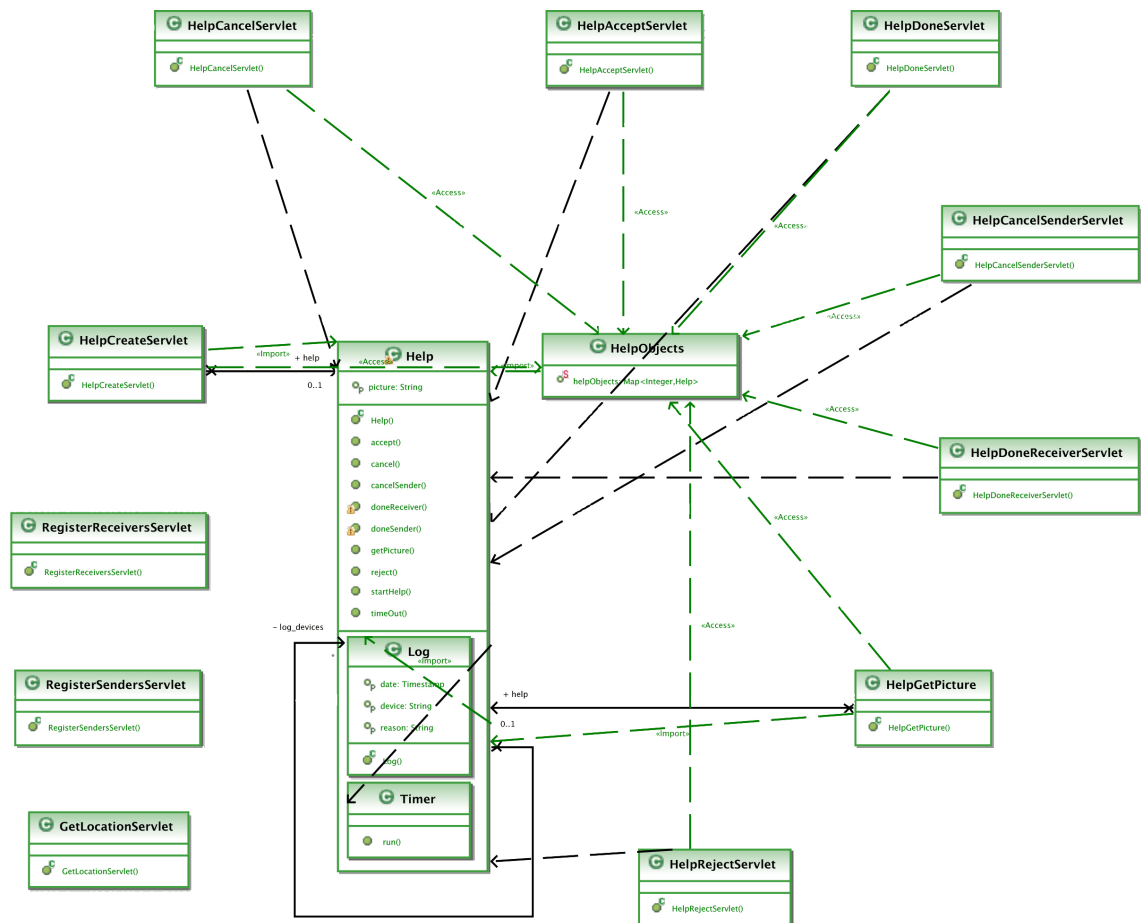 HelpCancelServlet
HelpCancelServlet()
HelpAcceptServlet
HelpAcceptServlet()
HelpDoneServlet
HelpDoneServlet()
«Access»
«Access»
«Access»
HelpCancelSenderServlet
HelpCancelSenderServlet()
«Access»
HelpCreateServlet
HelpCreateServlet()
«Import»
+ help
0..1
«Access»
Help
picture: String
Help()
accept()
cancel()
cancelSender()
doneReceiver()
doneSender()
getPicture()
reject()
startHelp()
timeOut()
«Import»
HelpObjects
helpObjects: Map<Integer,Help>
«Access»
HelpDoneReceiverServlet
HelpDoneReceiverServlet()
«Access»
RegisterReceiversServlet
RegisterReceiversServlet()
– log_devices
*
«Access»
Log
«Import»
date: Timestamp
device: String
reason: String
Log()
RegisterSendersServlet
RegisterSendersServlet()
+ help
0..1
«Import»
HelpGetPicture
HelpGetPicture()
Timer
run()
GetLocationServlet
GetLocationServlet()
HelpRejectServlet
HelpRejectServlet()